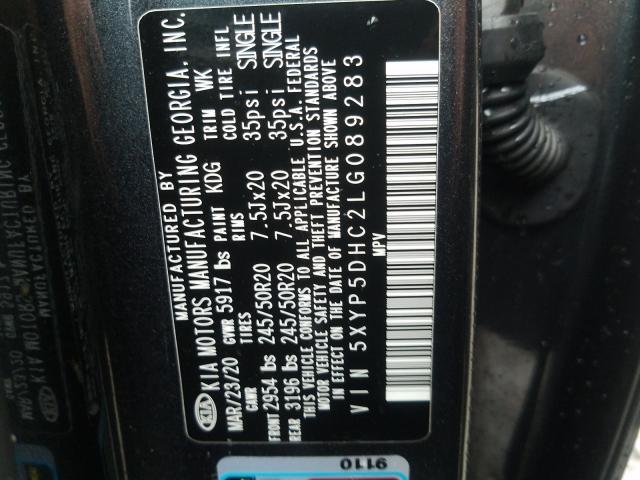 MANUFACTURED BY
KIA KIA MOTORS MANUFACTURING GEORGIA, INC.
MAR/23/20 GVWR 5917 lbs PAINT KDG TRIM WK
GAWR TIRES RIMS COLD TIRE INFL
FRONT 2954 lbs 245/50R20 7.5Jx20 35psi SINGLE
REAR 3196 lbs 245/50R20 7.5Jx20 35psi SINGLE
THIS VEHICLE CONFORMS TO ALL APPLICABLE U.S.A. FEDERAL
MOTOR VEHICLE SAFETY AND THEFT PREVENTION STANDARDS
IN EFFECT ON THE DATE OF MANUFACTURE SHOWN ABOVE
VIN 5XYP5DHC2LG089283
MPV
9110